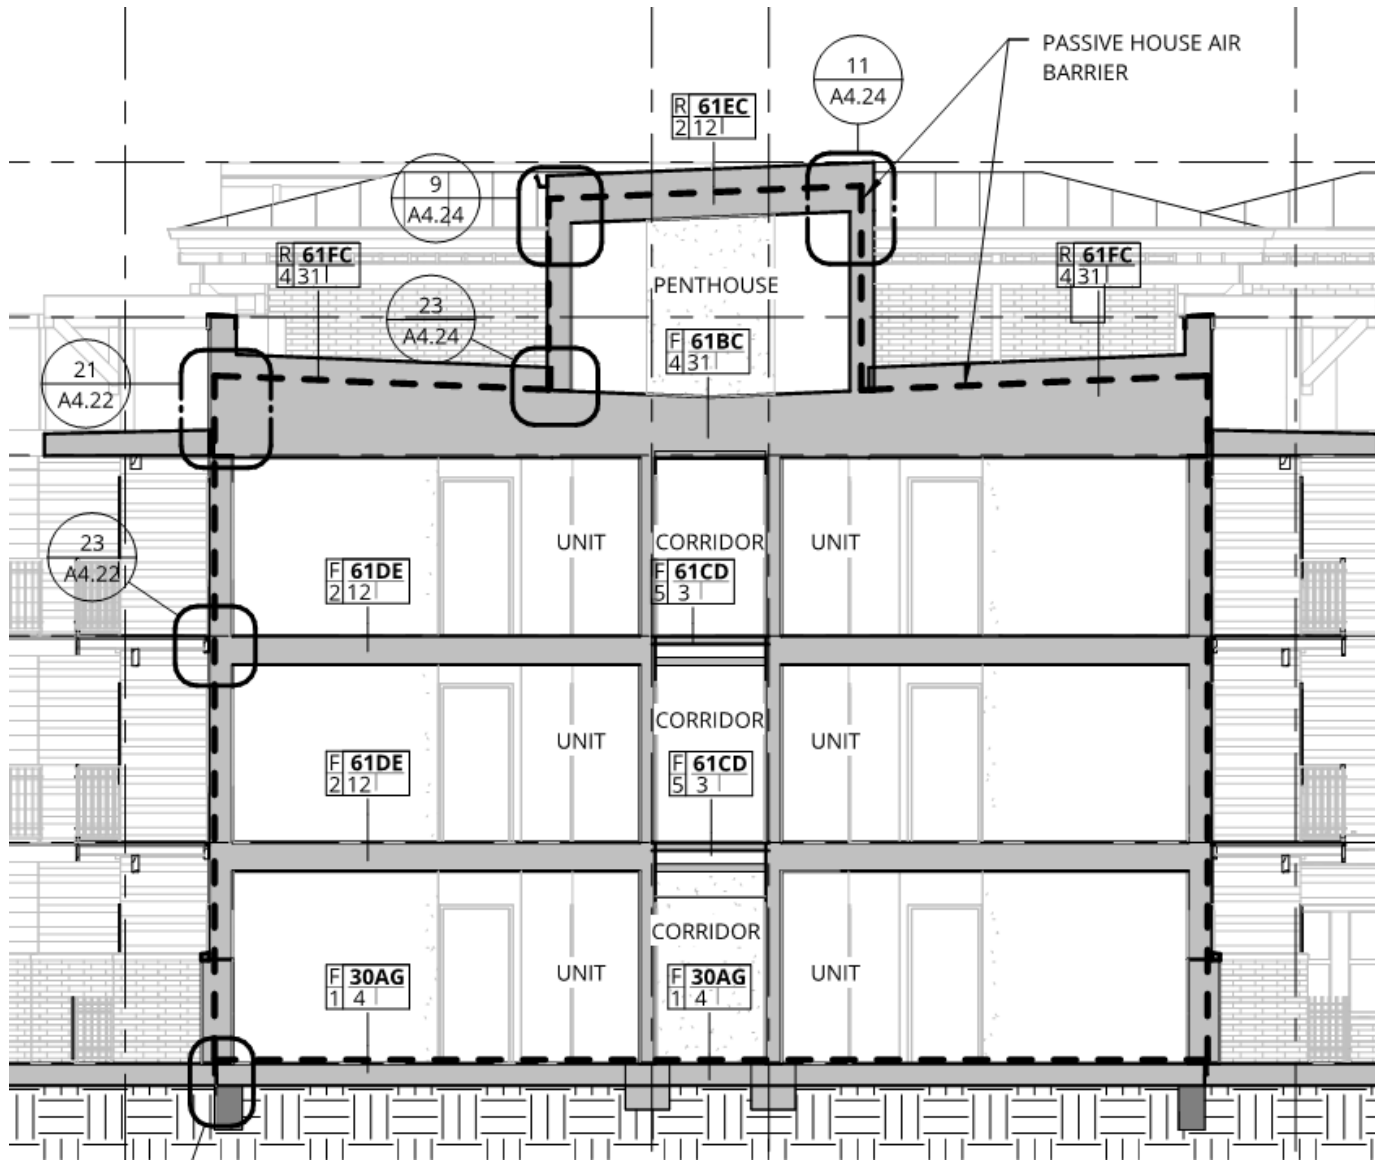 PASSIVE HOUSE AIR
BARRIER
11
A4.24
R 61EC
2 12
9
A4.24
R 61FC
4 31
R 61FC
4 31
23
A4.24
PENTHOUSE
F 61BC
4 31
21
A4.22
23
A4.22
UNIT
CORRIDOR
UNIT
F 61DE
2 12
F 61CD
5 3
UNIT
CORRIDOR
UNIT
F 61DE
2 12
F 61CD
5 3
UNIT
CORRIDOR
UNIT
F 30AG
1 4
F 30AG
1 4